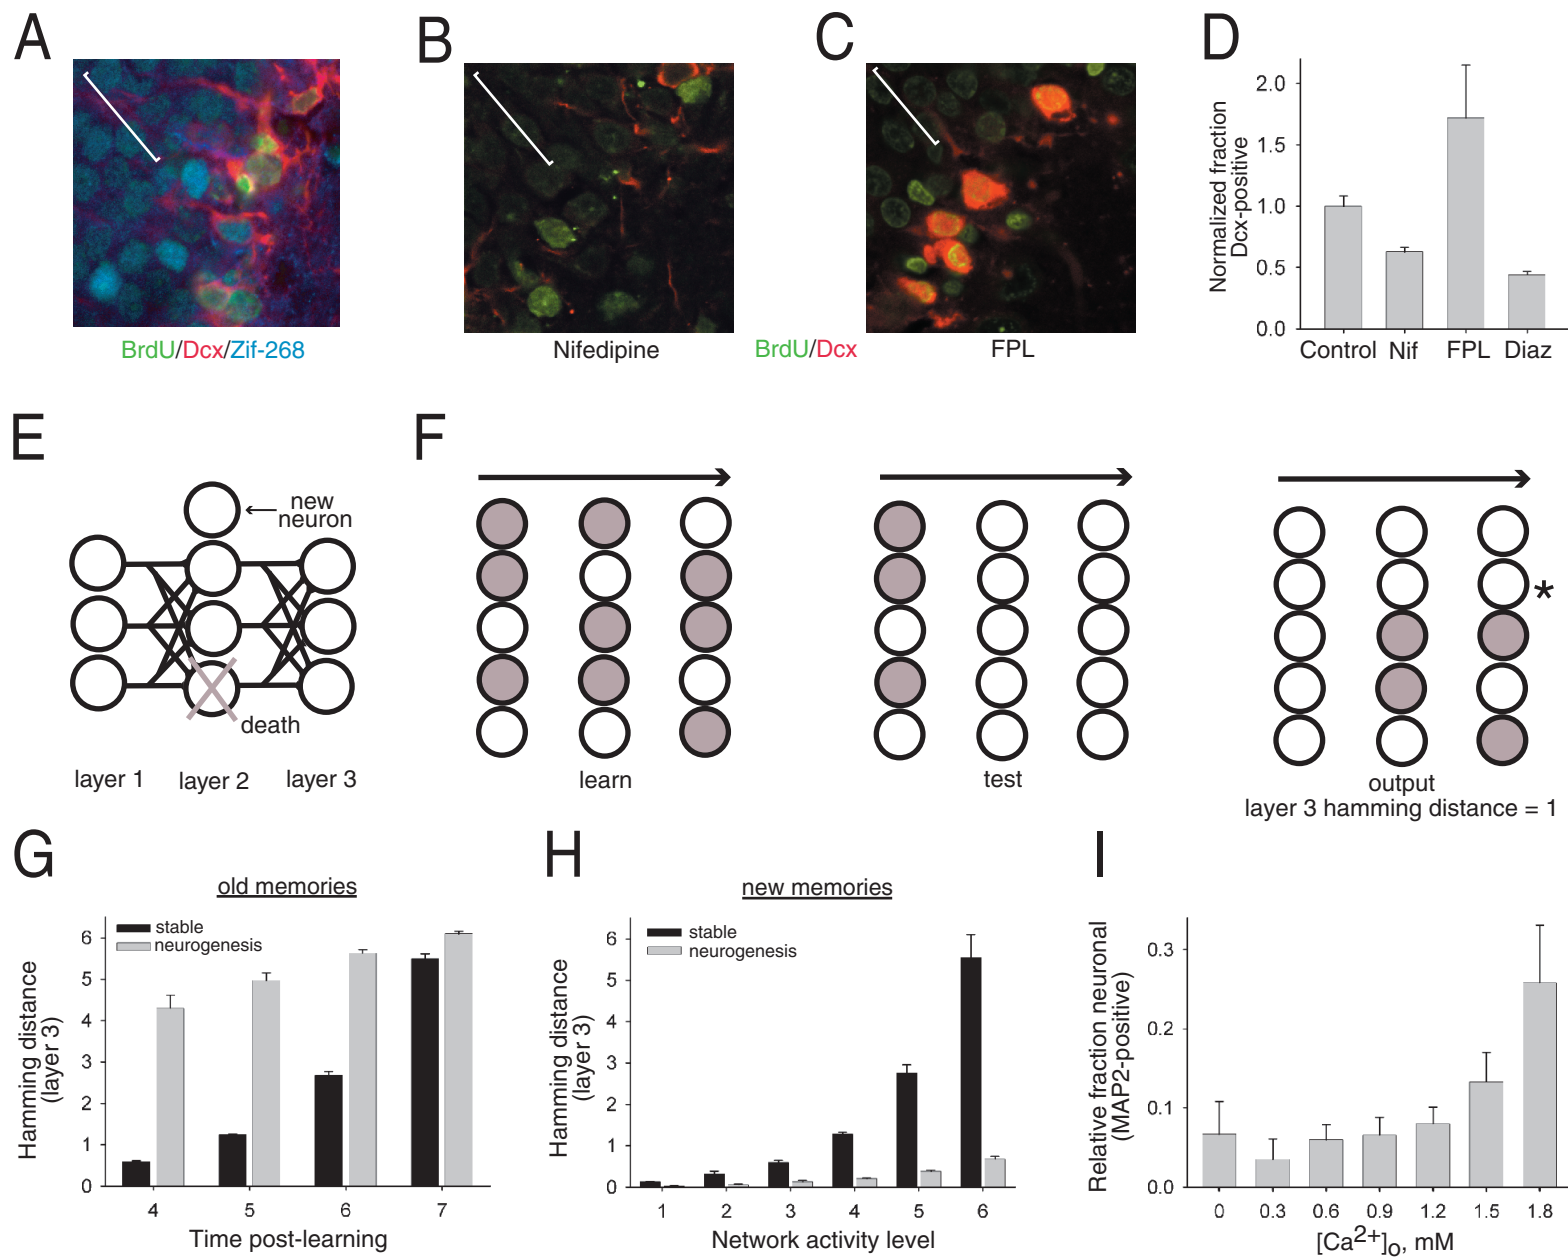 A
B
C
D
BrdU/Dcx/Zif-268
Nifedipine
BrdU/Dcx
FPL
Normalized fraction
Dcx-positive
2.0
1.5
1.0
0.5
0.0
Control Nif FPL Diaz
E
F
new
neuron
death
layer 1 layer 2 layer 3
learn
test
*
output
layer 3 hamming distance = 1
G
old memories
stable
neurogenesis
Hamming distance
(layer 3)
6
5
4
3
2
1
0
4 5 6 7
Time post-learning
H
new memories
stable
neurogenesis
Hamming distance
(layer 3)
6
5
4
3
2
1
0
1 2 3 4 5 6
Network activity level
I
Relative fraction neuronal
(MAP2-positive)
0.3
0.2
0.1
0.0
0 0.3 0.6 0.9 1.2 1.5 1.8
[Ca2+]o, mM